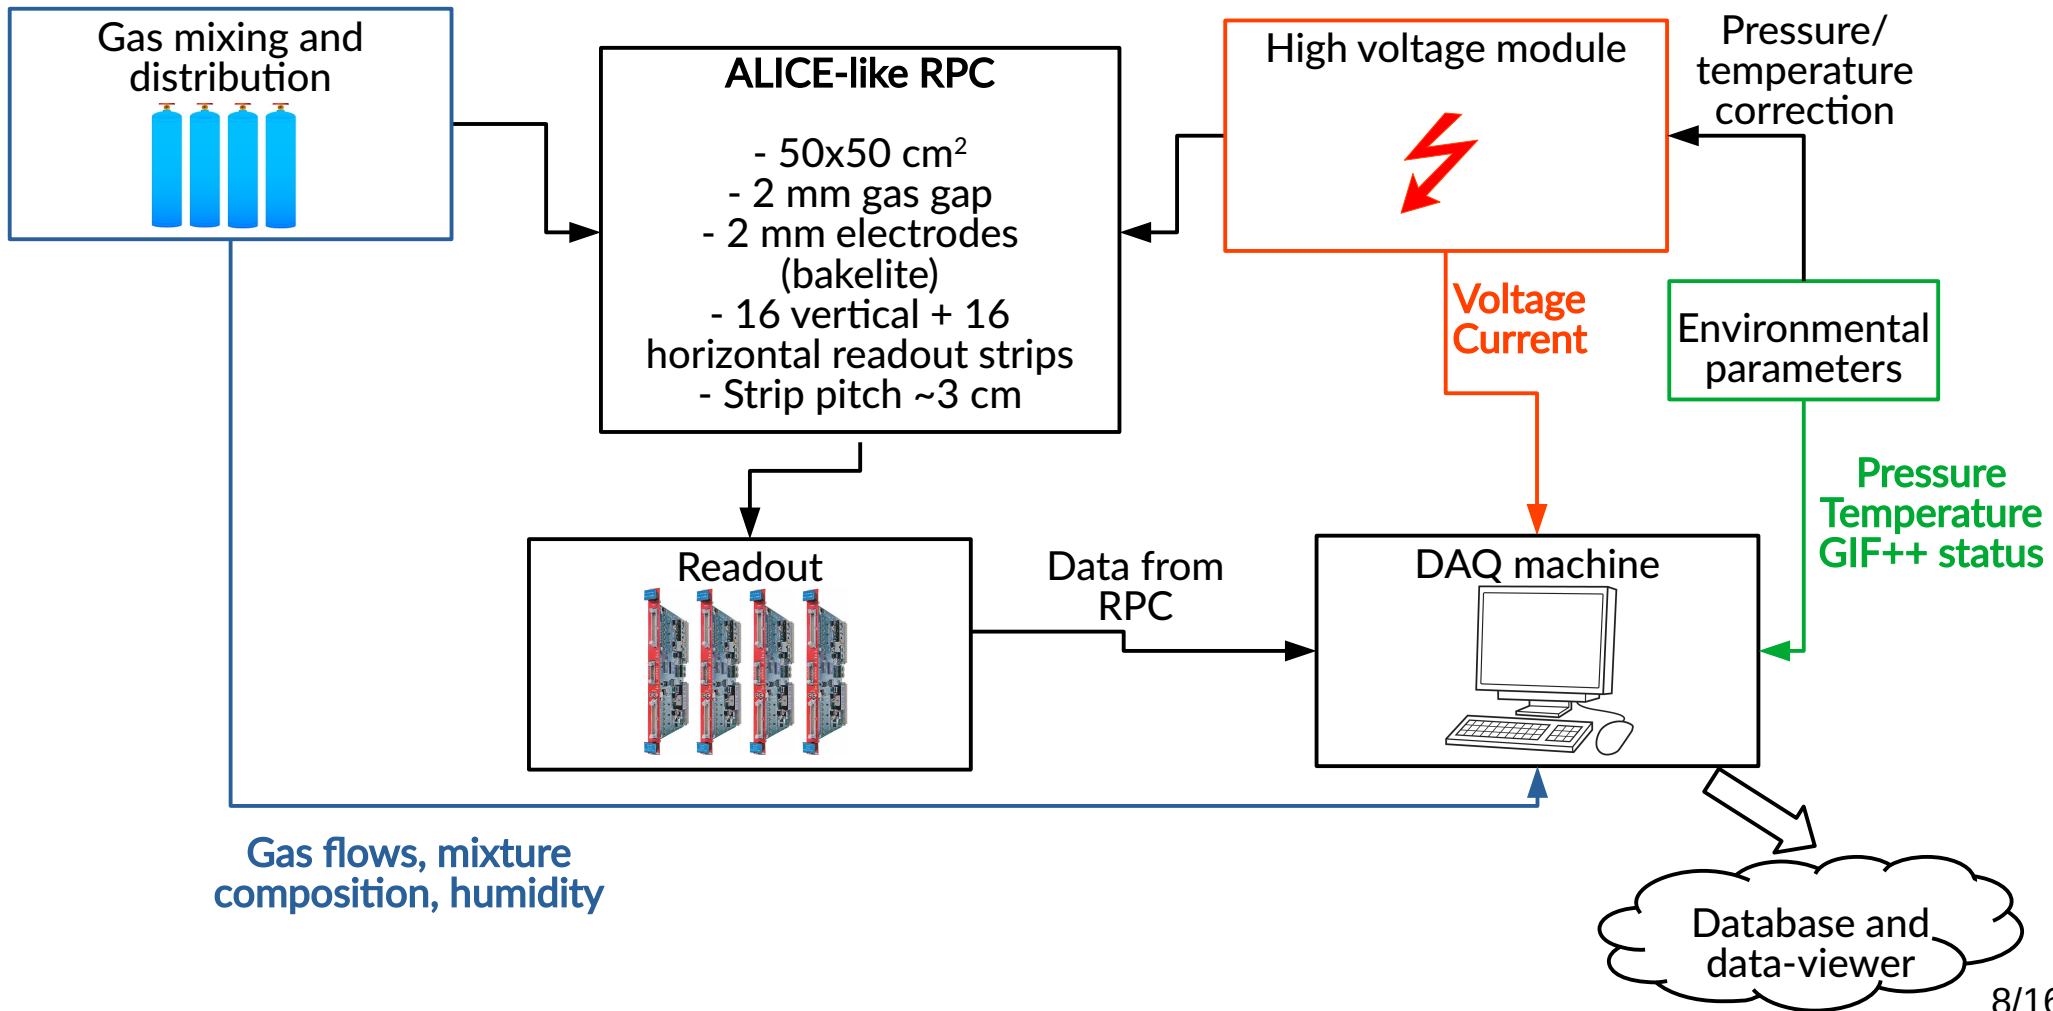 Gas mixing and
distribution
ALICE-like RPC
- 50x50 cm²
- 2 mm gas gap
- 2 mm electrodes
(bakelite)
- 16 vertical + 16
horizontal readout strips
- Strip pitch ~3 cm
High voltage module
Pressure/
temperature
correction
Voltage
Current
Environmental
parameters
Pressure
Temperature
GIF++ status
Readout
Data from
RPC
DAQ machine
Gas flows, mixture
composition, humidity
Database and
data-viewer
8/16